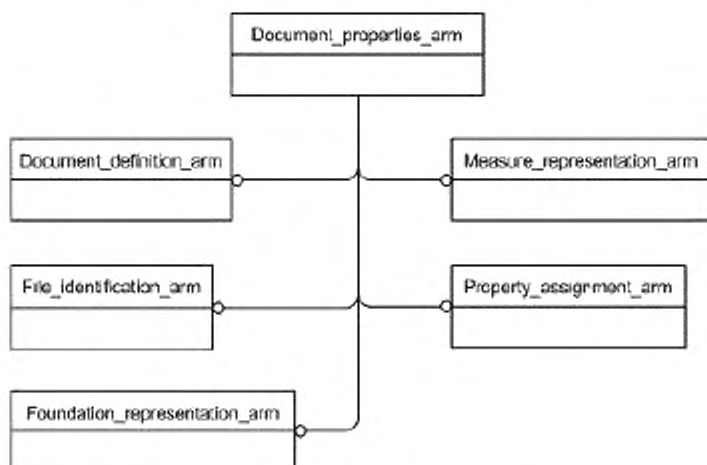 Document_properties_arm
Document_definition_arm
Measure_representation_arm
File_identification_arm
Property_assignment_arm
Foundation_representation_arm